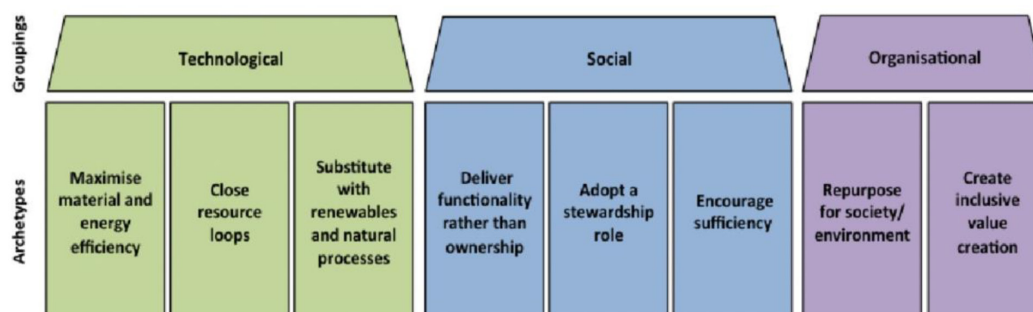 Groupings
Technological
Social
Organisational
Archetypes
Maximise
material and
energy
efficiency
Close
resource
loops
Substitute
with
renewables
and natural
processes
Deliver
functionality
rather than
ownership
Adopt a
stewardship
role
Encourage
sufficiency
Repurpose
for society/
environment
Create
inclusive
value
creation